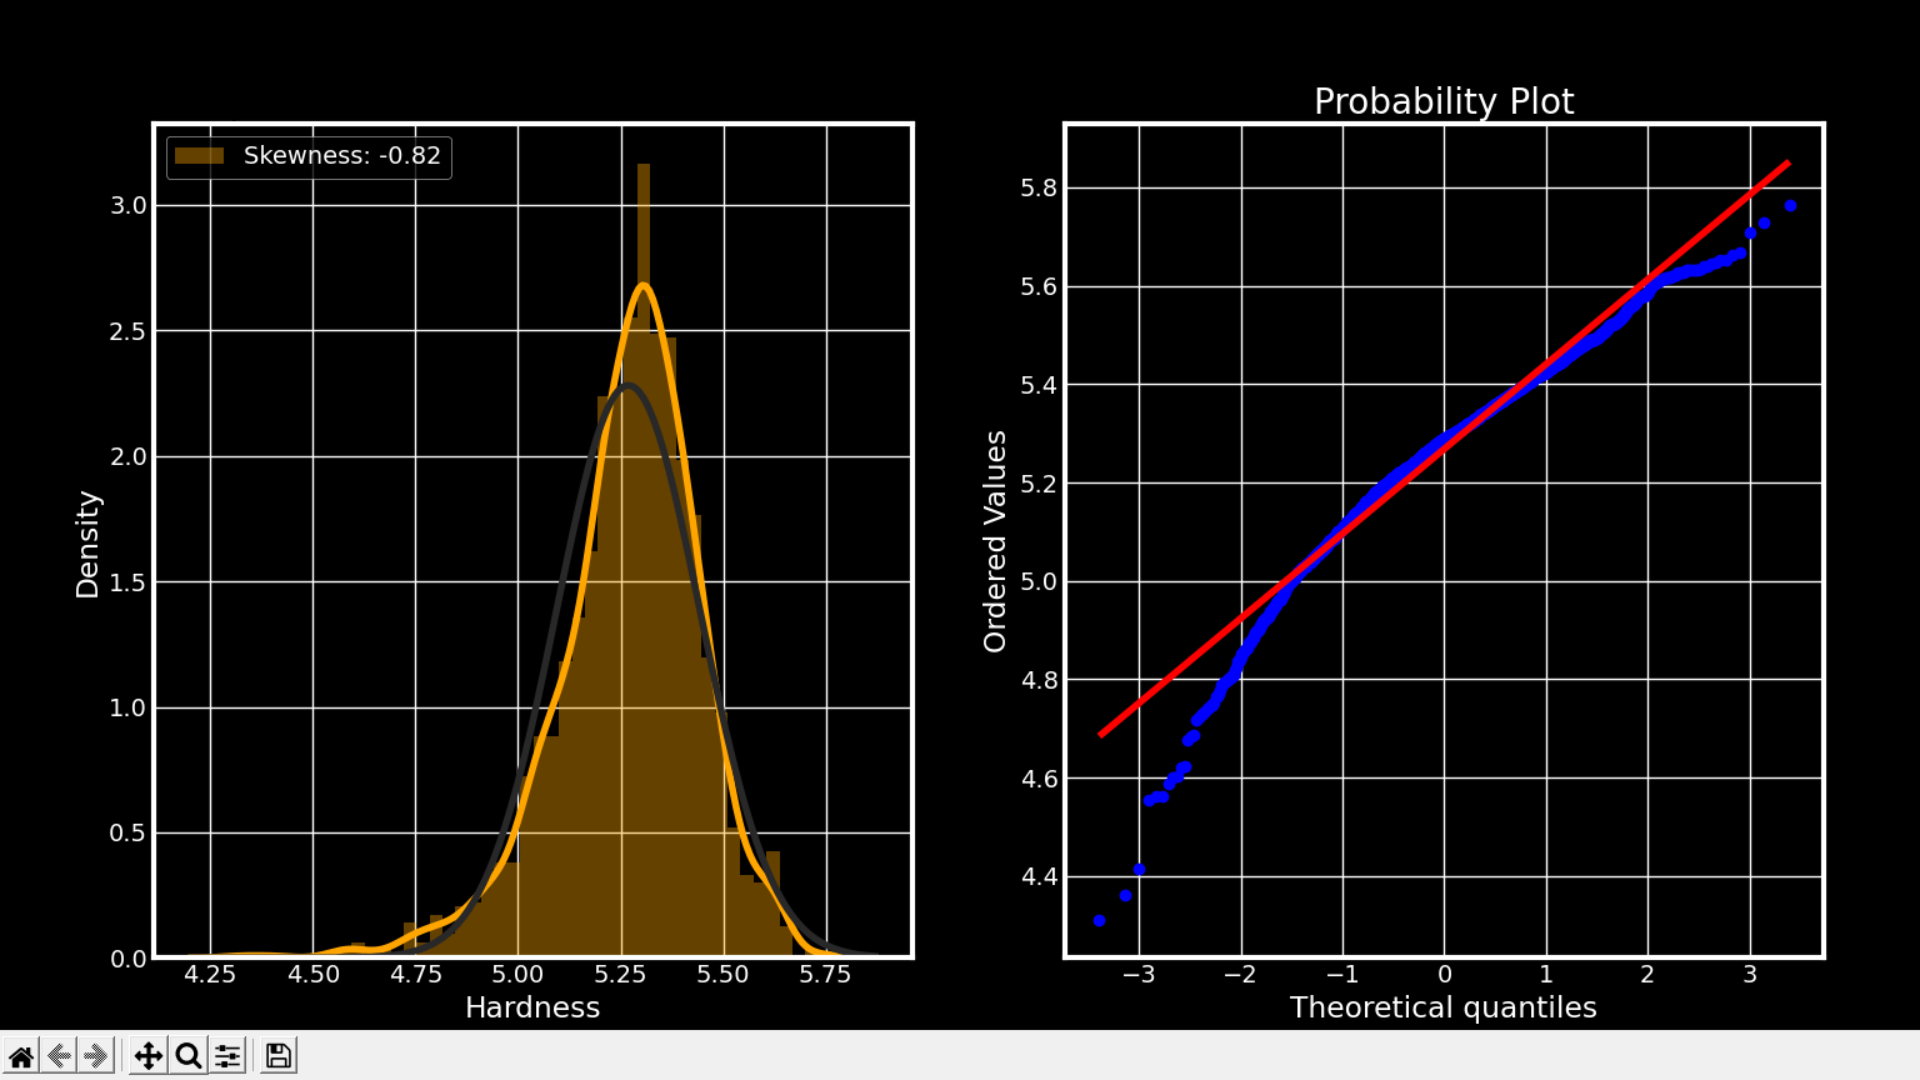 Skewness: -0.82
3.0
2.5
2.0
1.5
1.0
0.5
0.0
Density
4.25 4.50 4.75 5.00 5.25 5.50 5.75
Hardness
Probability Plot
5.8
5.6
5.4
5.2
5.0
4.8
4.6
4.4
Ordered Values
−3 −2 −1 0 1 2 3
Theoretical quantiles